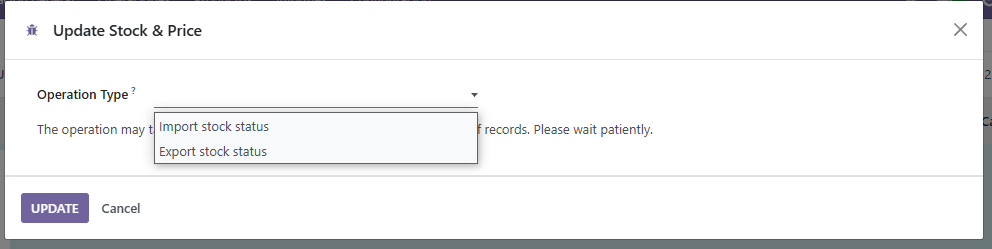 Update Stock & Price
Operation Type ?
The operation may t
f records. Please wait patiently.
Import stock status
Export stock status
UPDATE
Cancel